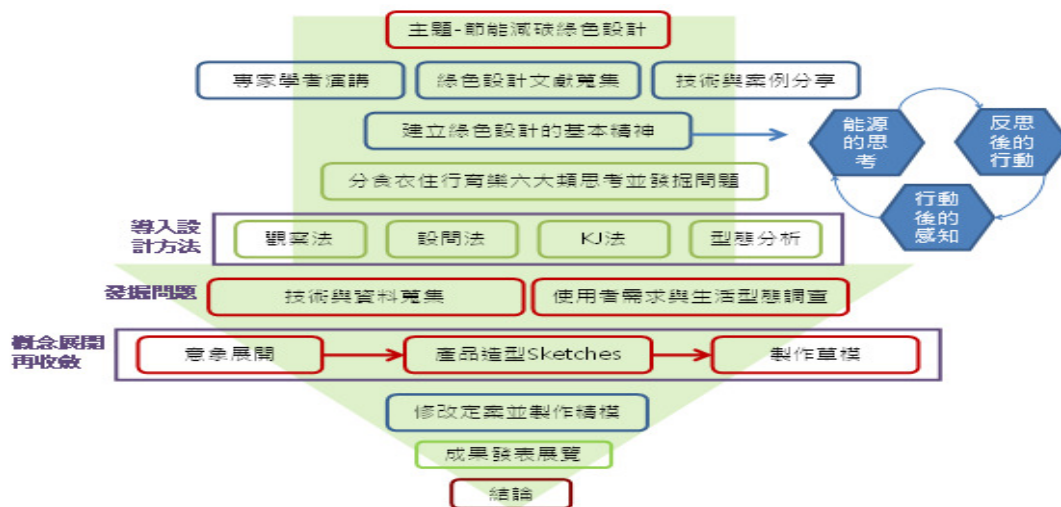 主題-節能減碳綠色設計
專家學者演講
綠色設計文獻蒐集
技術與案例分享
建立綠色設計的基本精神
能源
的思
考
反思
後的
行動
行動
後的
感知
分食衣住行育樂六大類思考並發掘問題
導入設
計方法
觀察法
設問法
KJ法
型態分析
發掘問題
技術與資料蒐集
使用者需求與生活型態調查
概念展開
再收斂
意象展開
產品造型Sketches
製作草模
修改定案並製作精模
成果發表展覽
結論